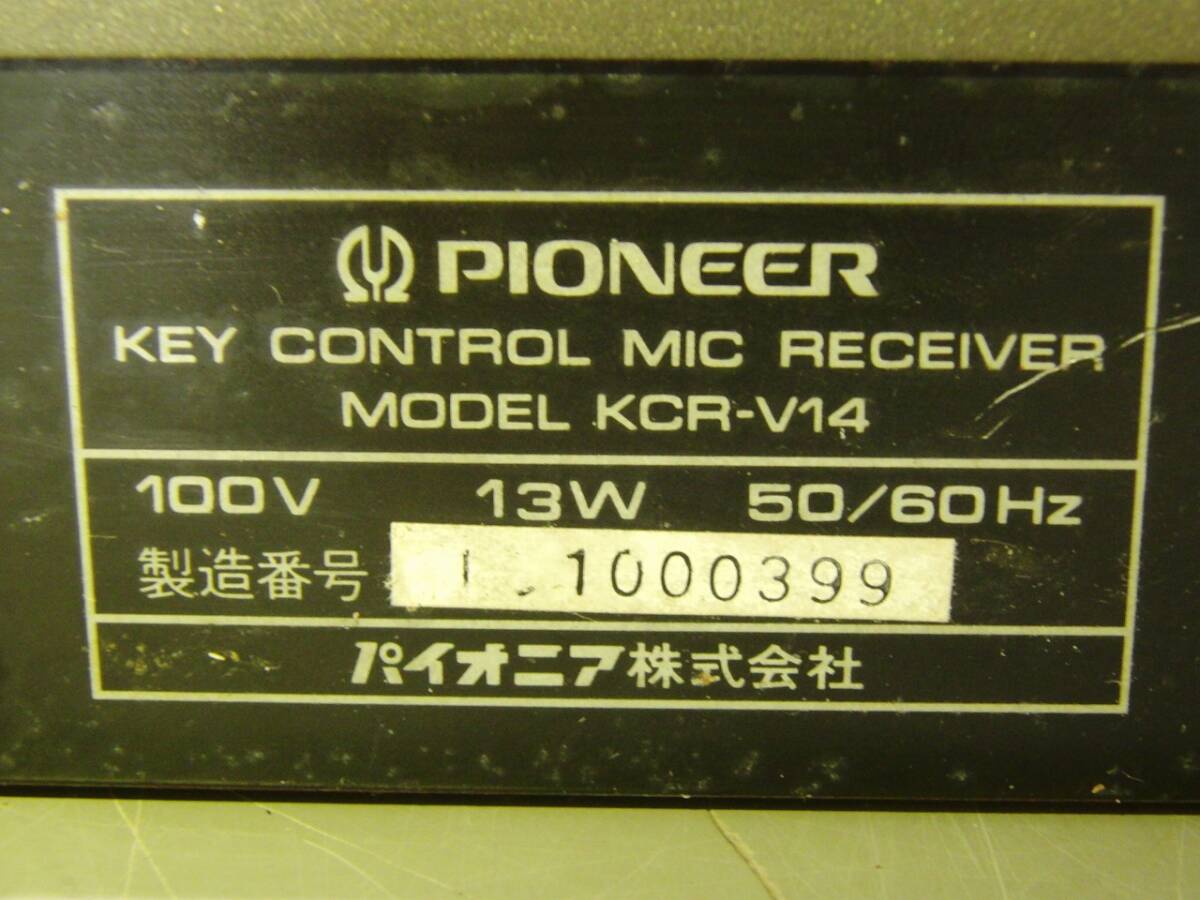 PIONEER
KEY CONTROL MIC RECEIVER
MODEL KCR-V14
100V 13W 50/60Hz
製造番号 1000399
パイオニア株式会社